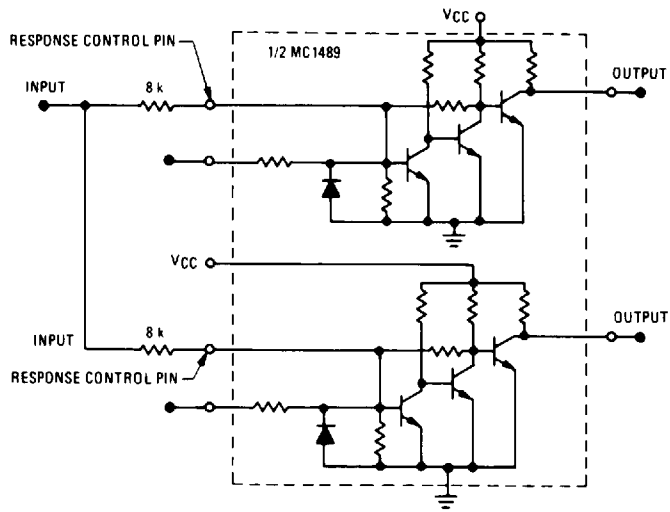 VCC
RESPONSE CONTROL PIN
1/2 MC1489
INPUT
8 k
OUTPUT
VCC
OUTPUT
INPUT
8 k
RESPONSE CONTROL PIN